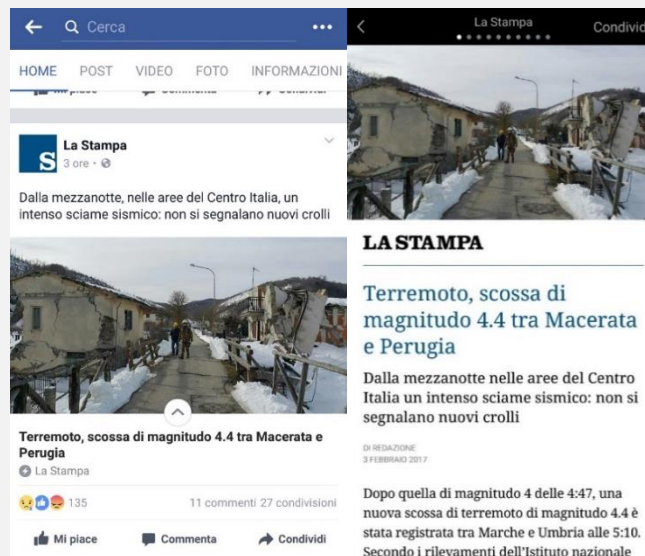 Cerca
HOME POST VIDEO FOTO INFORMAZIONI
Mi piace Commenta Condividi
La Stampa
3 ore
Dalla mezzanotte, nelle aree del Centro Italia, un
intenso sciame sismico: non si segnalano nuovi crolli
Terremoto, scossa di magnitudo 4.4 tra Macerata e
Perugia
La Stampa
135 11 commenti 27 condivisioni
Mi piace Commenta Condividi
La Stampa
Condivid
LA STAMPA
Terremoto, scossa di
magnitudo 4.4 tra Macerata
e Perugia
Dalla mezzanotte nelle aree del Centro
Italia un intenso sciame sismico: non si
segnalano nuovi crolli
DI REDAZIONE
3 FEBBRAIO 2017
Dopo quella di magnitudo 4 delle 4:47, una
nuova scossa di terremoto di magnitudo 4.4 è
stata registrata tra Marche e Umbria alle 5:10.
Secondo i rilevamenti dell'Istituto nazionale